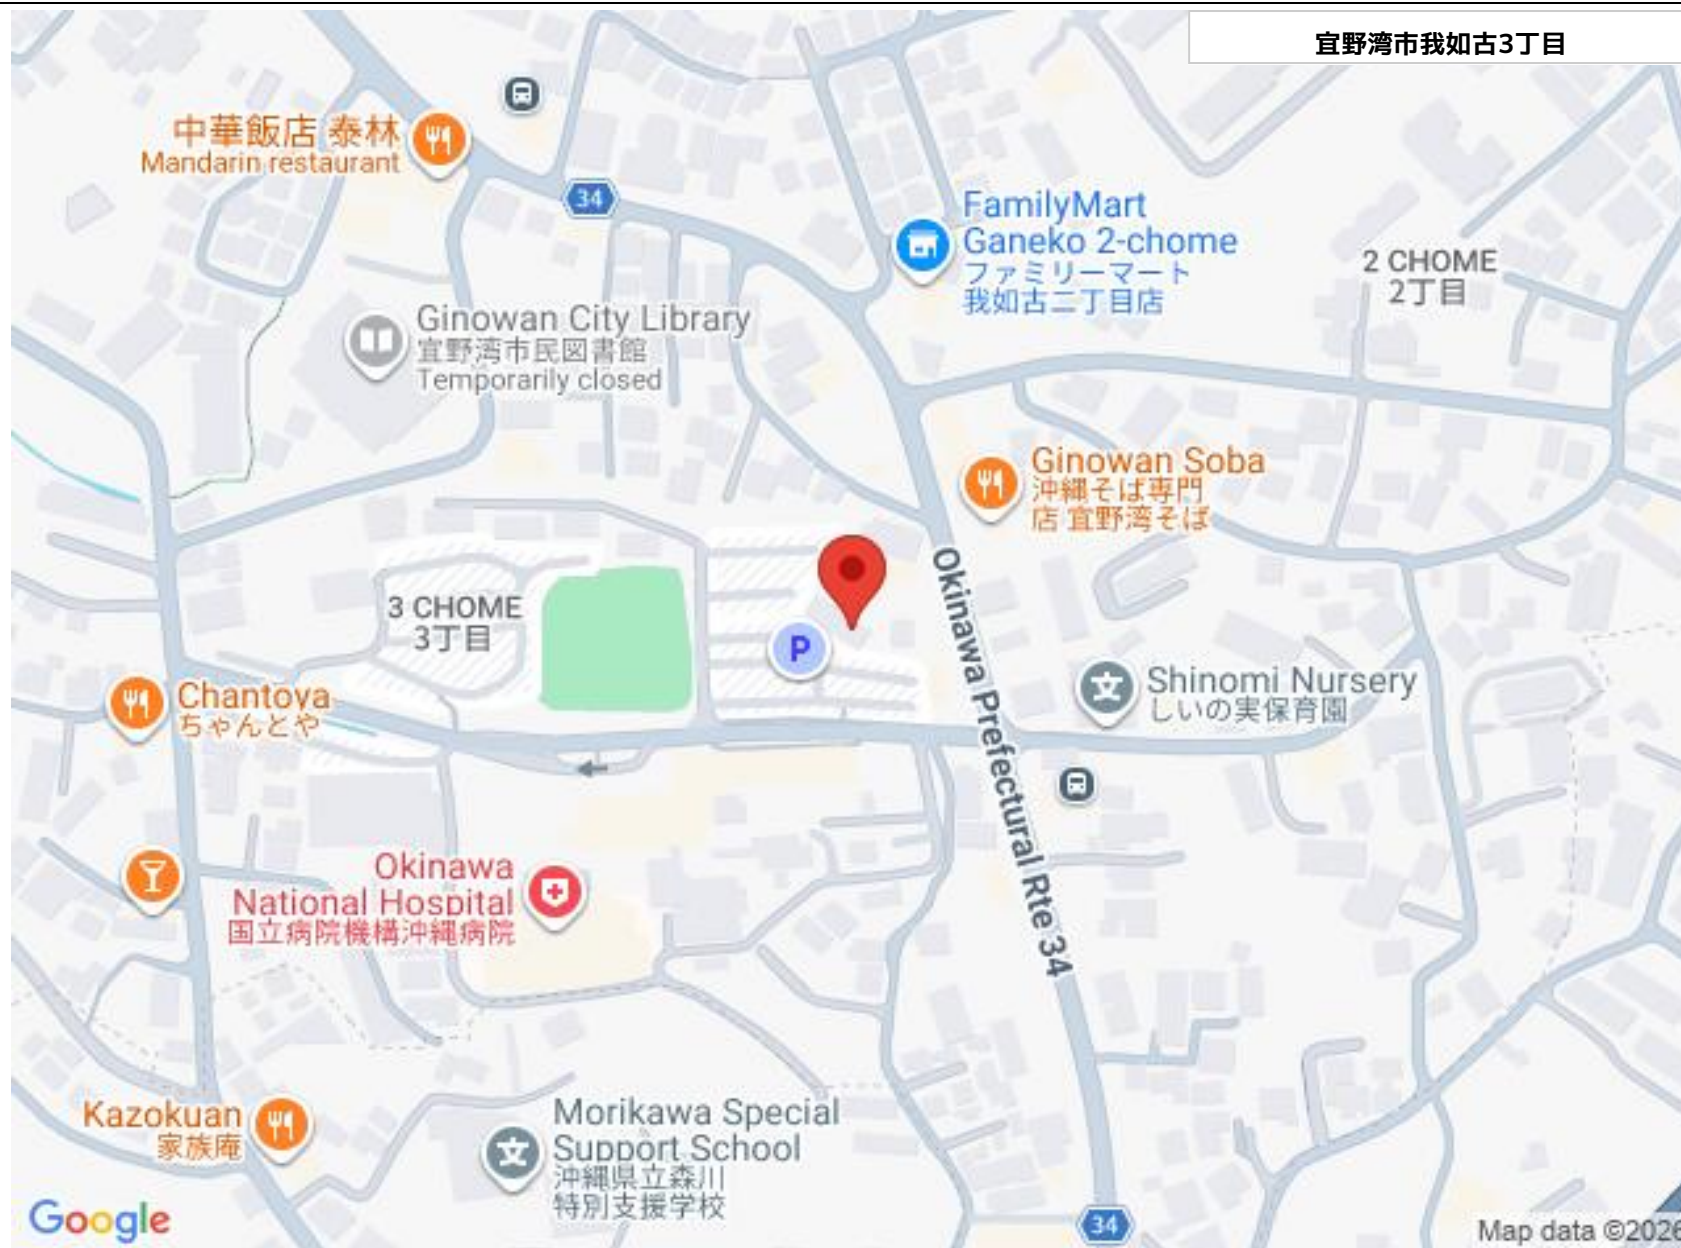 宜野湾市我如古3丁目
中華飯店 泰林
Mandarin restaurant
34
FamilyMart
Ganeko 2-chome
ファミリーマート
我如古二丁目店
2 CHOME
2丁目
Ginowan City Library
宜野湾市民図書館
Temporarily closed
Ginowan Soba
沖縄そば専門
店 宜野湾そば
3 CHOME
3丁目
P
Okinawa Prefectural Rte 34
Shinomi Nursery
しいの実保育園
Chantoya
ちゃんとや
Okinawa
National Hospital
国立病院機構沖縄病院
Kazokuan
家族庵
Morikawa Special
Support School
沖縄県立森川
特別支援学校
文
文
34
Google
Map data ©2026